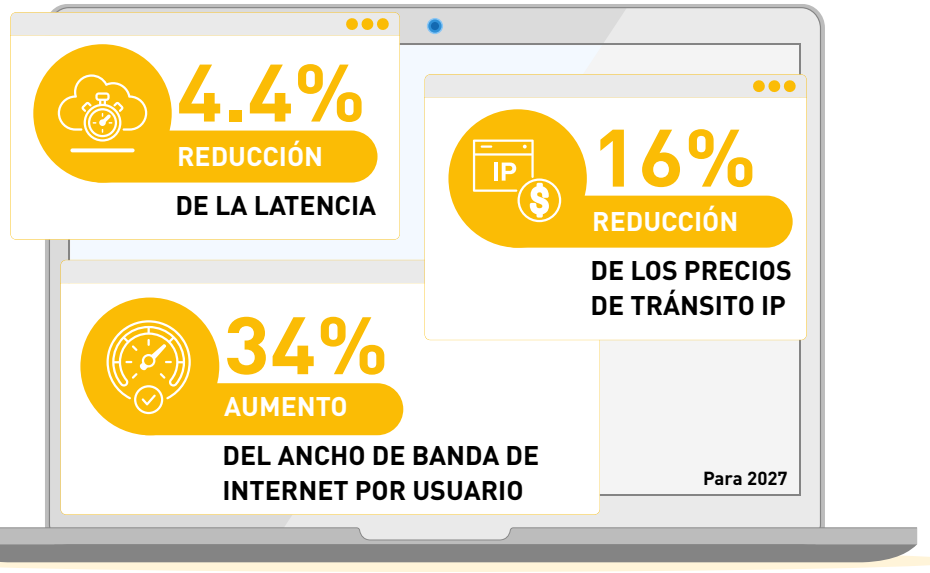 4.4%
REDUCCIÓN
DE LA LATENCIA
IP
$
16%
REDUCCIÓN
DE LOS PRECIOS
DE TRÁNSITO IP
34%
AUMENTO
DEL ANCHO DE BANDA DE
INTERNET POR USUARIO
Para 2027